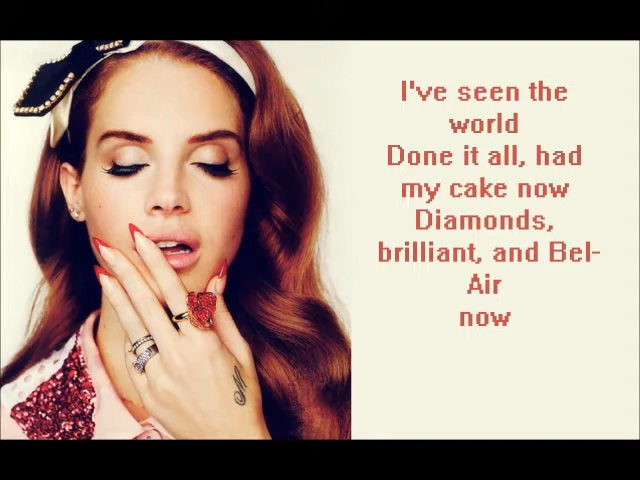 I've seen the
world
Done it all, had
my cake now
Diamonds,
brilliant, and Bel-
Air
now
M